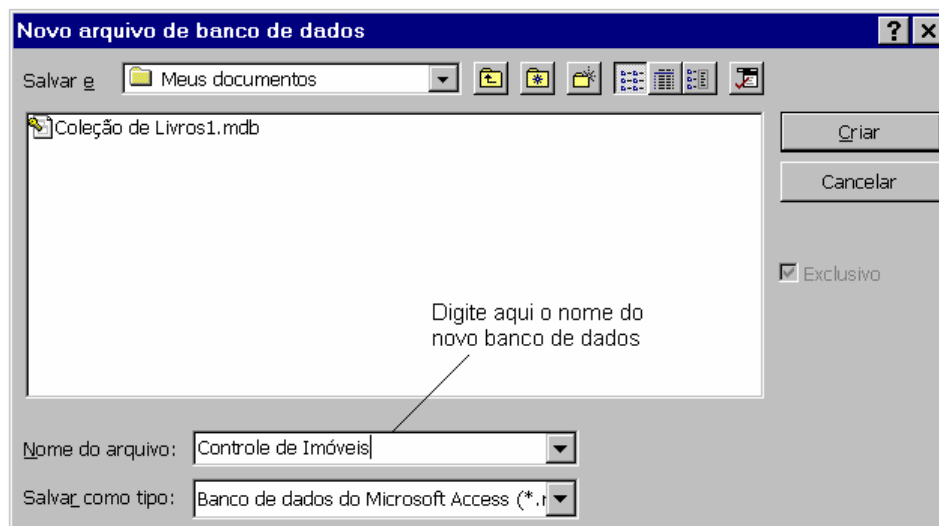 Novo arquivo de banco de dados
Salvar e Meus documentos
Coleção de Livros1.mdb
Criar
Cancelar
Exclusivo
Digite aqui o nome do
novo banco de dados
Nome do arquivo: Controle de Imóveis
Salvar como tipo: Banco de dados do Microsoft Access (*.r